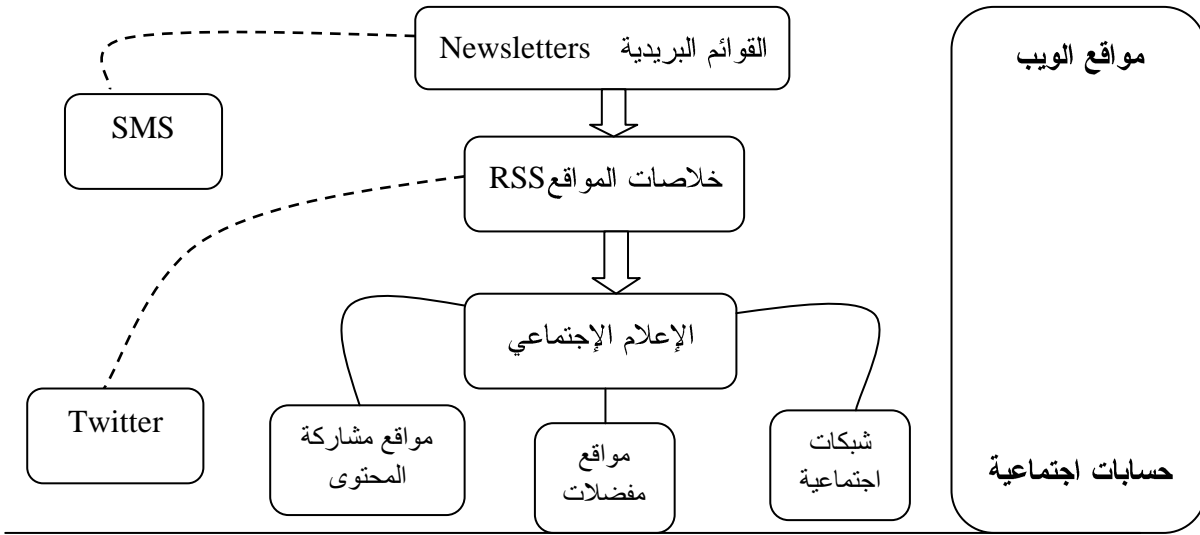 القوائم البريدية Newsletters
مواقع الويب
SMS
خلاصات المواقعRSS
الإعلام الإجتماعي
Twitter
مواقع مشاركة
المحتوى
مواقع
مفضلات
شبكات
اجتماعية
حسابات اجتماعية